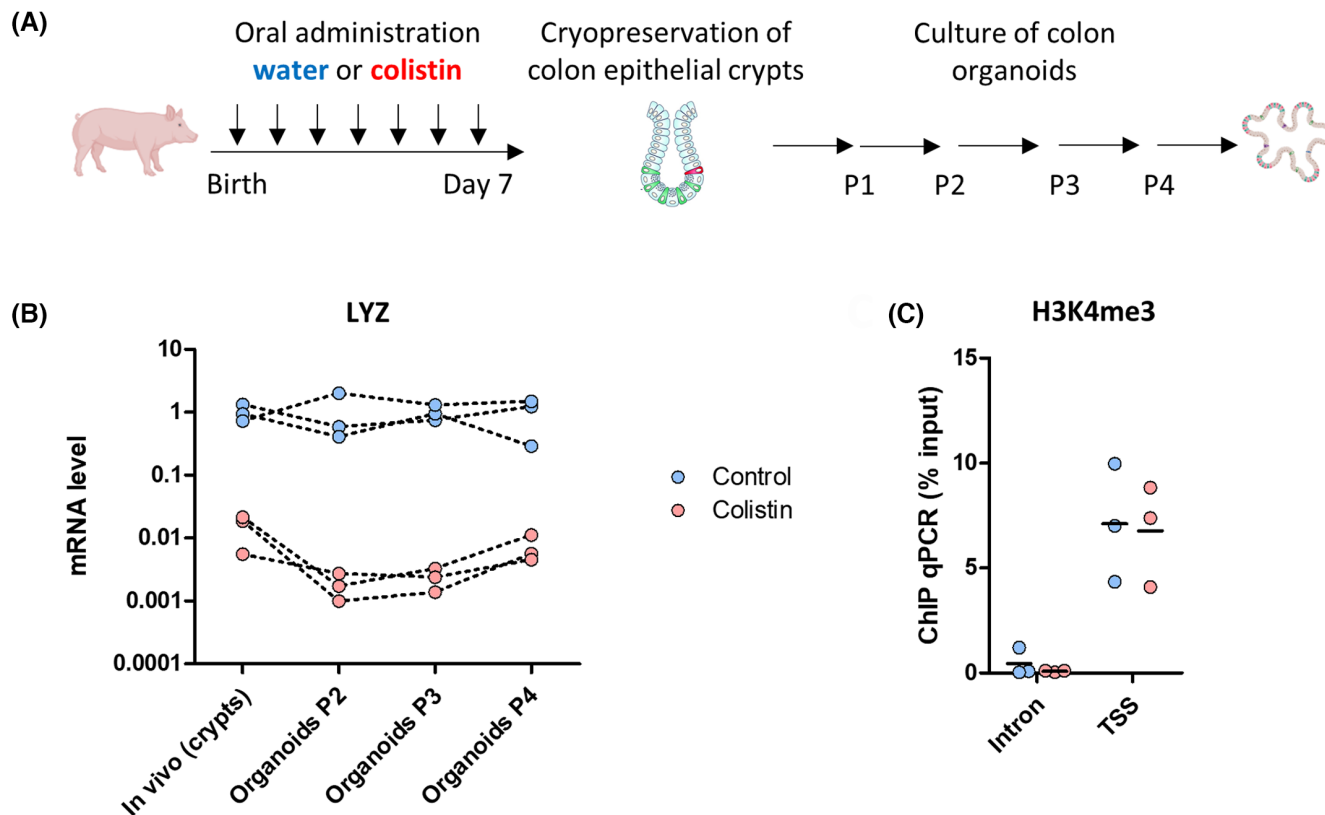 (A)
Oral administration
water or colistin
Birth
Day 7
Cryopreservation of
colon epithelial crypts
Culture of colon
organoids
P1
P2
P3
P4
(B)
LYZ
mRNA level
10
1
0.1
0.01
0.001
0.0001
In vivo (crypts)
Organoids P2
Organoids P3
Organoids P4
Control
Colistin
(C)
H3K4me3
ChIP qPCR (% input)
15
10
5
0
Intron
TSS